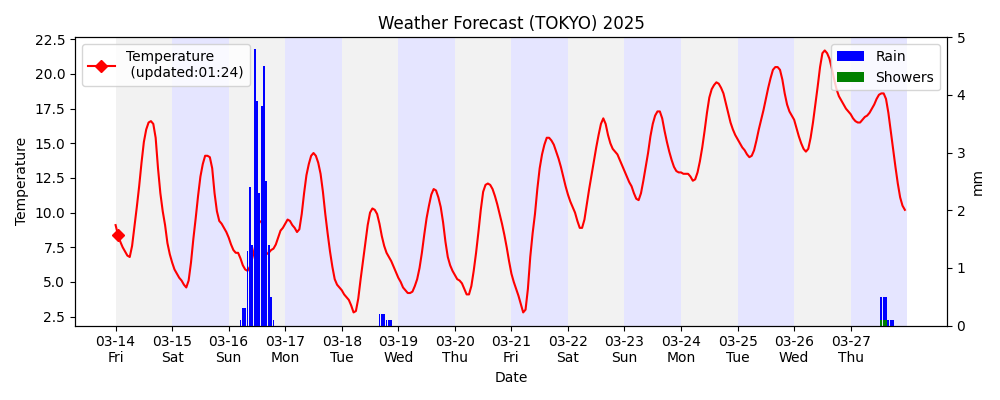 Weather Forecast (TOKYO) 2025
Temperature
(updated:01:24)
Rain
Showers
22.5
20.0
17.5
15.0
12.5
10.0
7.5
5.0
2.5
Temperature
5
4
3
2
1
0
mm
03-14 03-15 03-16 03-17 03-18 03-19 03-20 03-21 03-22 03-23 03-24 03-25 03-26 03-27
Fri Sat Sun Mon Tue Wed Thu Fri Sat Sun Mon Tue Wed Thu
Date